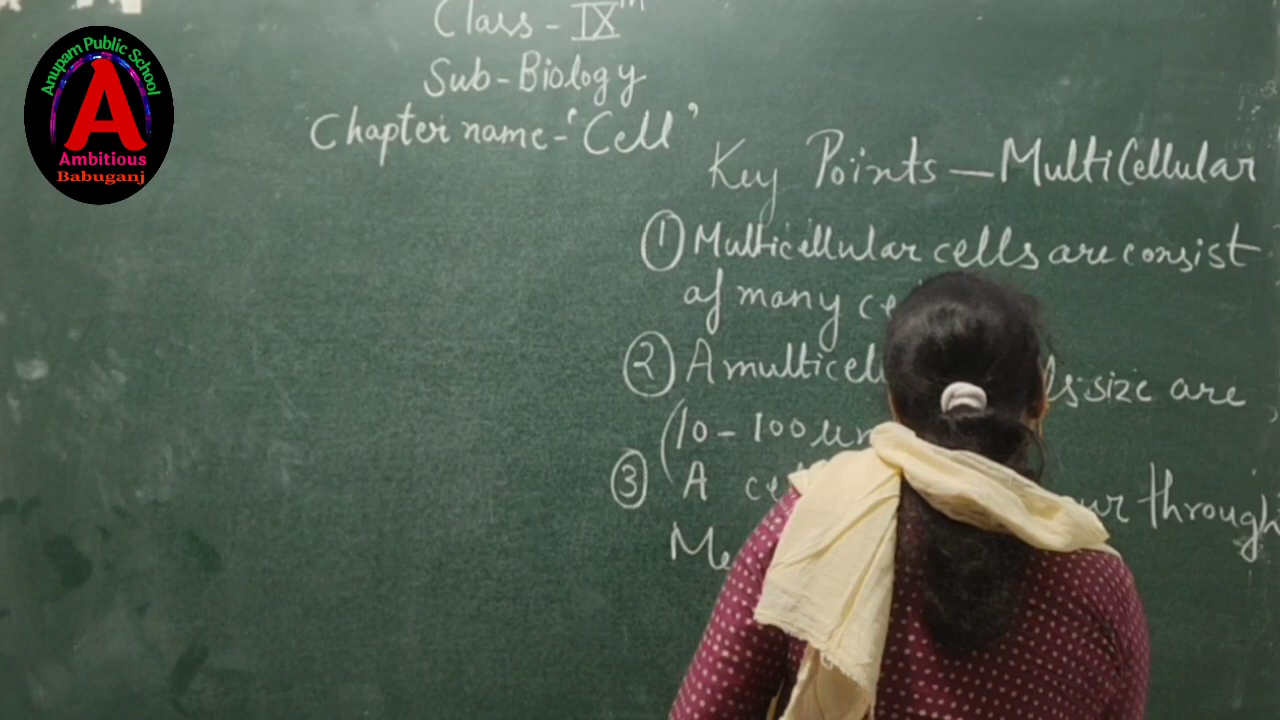 Anupam Public School
A
Ambitious
Babuganj
Class - IXth
Sub - Biology
Chapter name - 'Cell'
Key Points — Multicellular
① Multicellular cells are consist
of many
② A size are
(10 - 100 um
③ A through